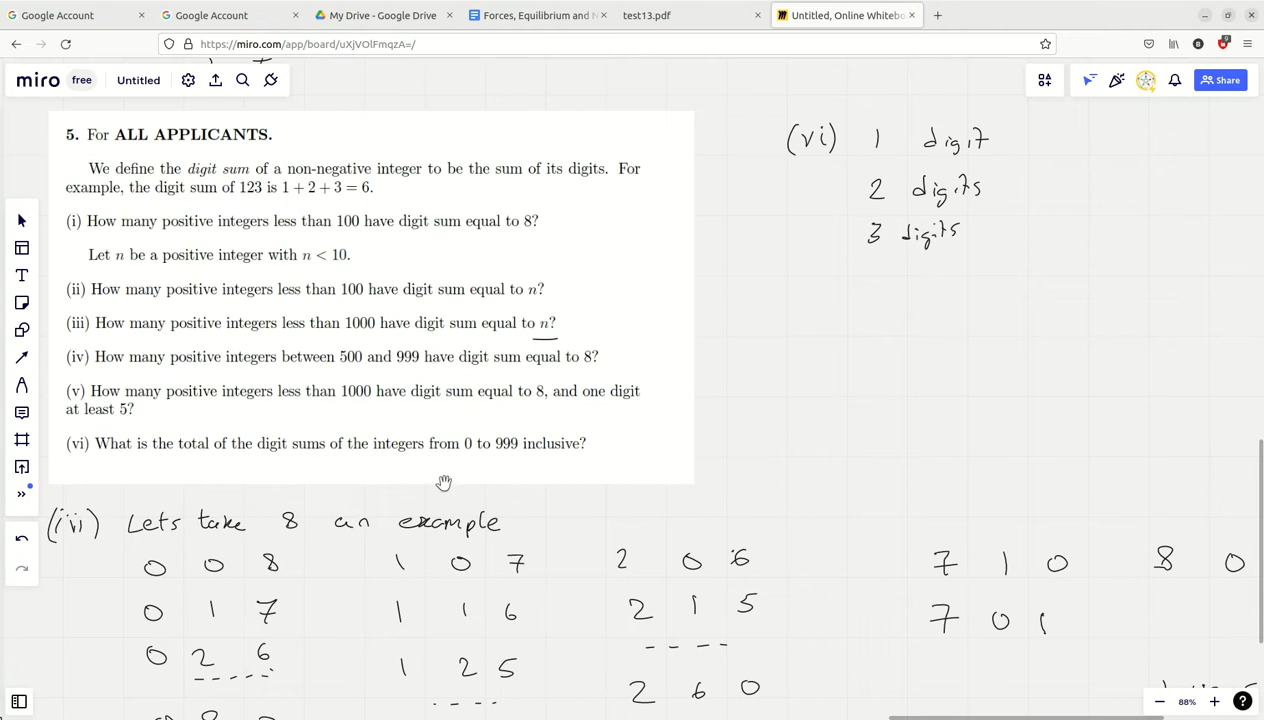 Google Account
Google Account
My Drive - Google Drive
Forces, Equilibrium and N
test13.pdf
Untitled, Online Whitebo
https://miro.com/app/board/uXjVOlFmqzA=/
miro free Untitled
Share
5. For ALL APPLICANTS.
We define the digit sum of a non-negative integer to be the sum of its digits. For
example, the digit sum of 123 is 1 + 2 + 3 = 6.
(i) How many positive integers less than 100 have digit sum equal to 8?
Let n be a positive integer with n < 10.
(ii) How many positive integers less than 100 have digit sum equal to n?
(iii) How many positive integers less than 1000 have digit sum equal to n?
(iv) How many positive integers between 500 and 999 have digit sum equal to 8?
(v) How many positive integers less than 1000 have digit sum equal to 8, and one digit
at least 5?
(vi) What is the total of the digit sums of the integers from 0 to 999 inclusive?
(vi) 1 digit
2 digits
3 digits
(iii) Lets take 8 an example
0 0 8 1 0 7 2 0 6 7 1 0 8 0
0 1 7 1 1 6 2 1 5 7 0 1
0 2 6 1 2 5 2 6 0
88%